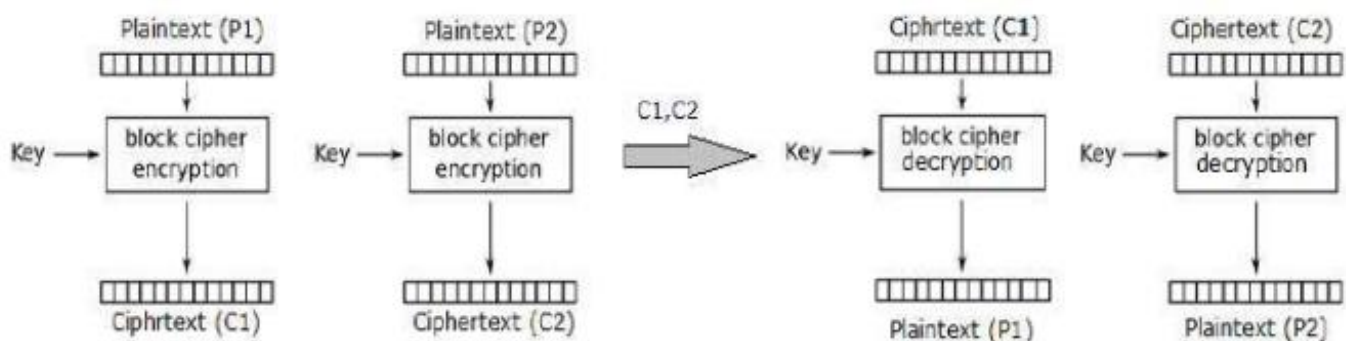 Plaintext (P1)
Plaintext (P2)
Ciphrtext (C1)
Ciphertext (C2)
C1,C2
Key
block cipher
encryption
Key
block cipher
encryption
Key
block cipher
decryption
Key
block cipher
decryption
Ciphrtext (C1)
Ciphertext (C2)
Plaintext (P1)
Plaintext (P2)